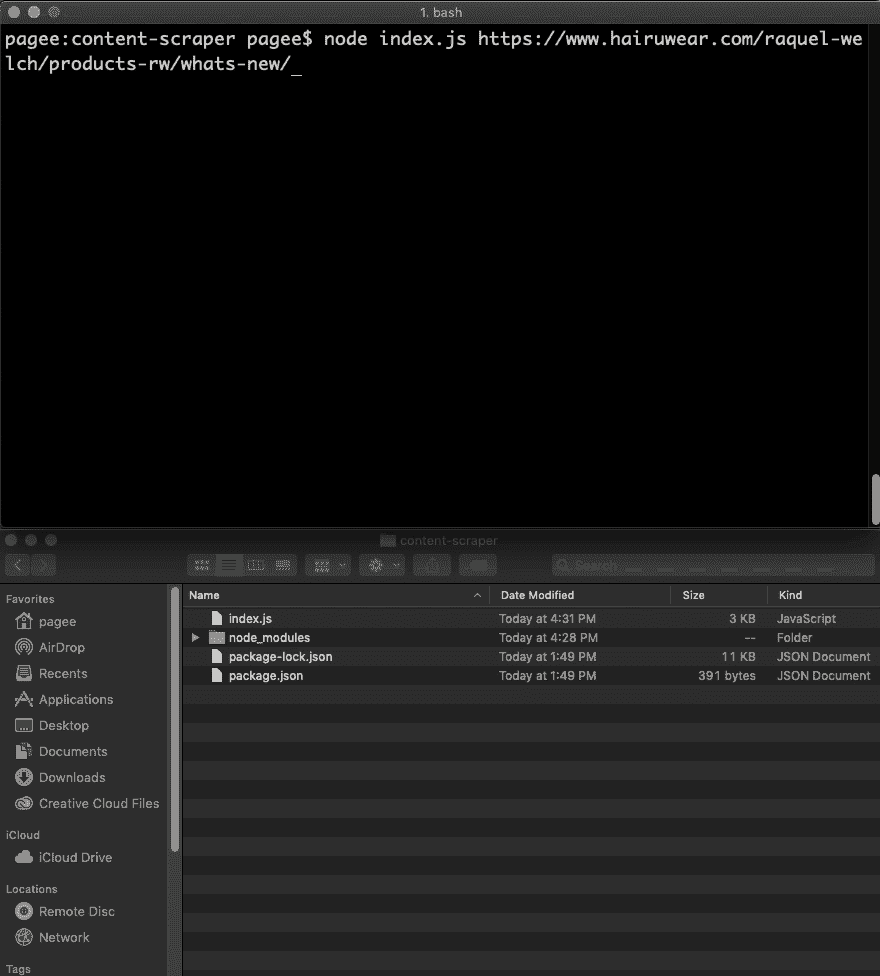 1. bash
pagee:content-scraper pagee$ node index.js https://www.hairuwear.com/raquel-we
lch/products-rw/whats-new/_
content-scraper
Search
Favorites
pagee
AirDrop
Recents
Applications
Desktop
Documents
Downloads
Creative Cloud Files
iCloud
iCloud Drive
Locations
Remote Disc
Network
Tags
Name Date Modified Size Kind
index.js Today at 4:31 PM 3 KB JavaScript
node_modules Today at 4:28 PM -- Folder
package-lock.json Today at 1:49 PM 11 KB JSON Document
package.json Today at 1:49 PM 391 bytes JSON Document